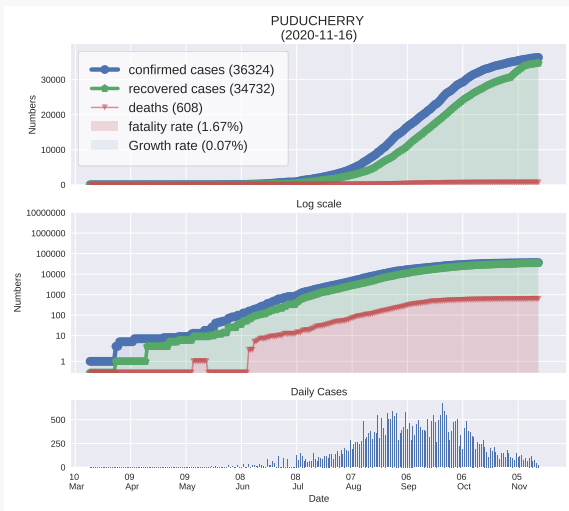 PUDUCHERRY
(2020-11-16)
confirmed cases (36324)
recovered cases (34732)
deaths (608)
fatality rate (1.67%)
Growth rate (0.07%)
Numbers
30000
20000
10000
0
Log scale
Numbers
10000000
1000000
100000
10000
1000
100
10
1
Daily Cases
500
250
0
10 09 09 08 08 07 06 06 05
Mar Apr May Jun Jul Aug Sep Oct Nov
Date